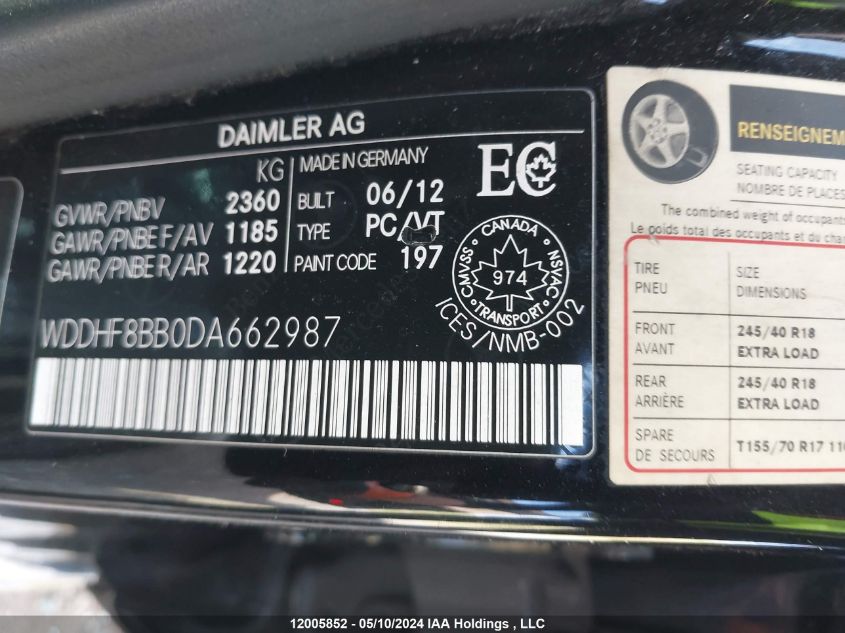 DAIMLER AG
KG
MADE IN GERMANY
GVWR/PNBV 2360
BUILT 06/12
GAWR/PNBE F/AV 1185
TYPE PC/VT
GAWR/PNBE R/AR 1220
PAINT CODE 197
EC
CANADA
CMVSS
NSVAC
974
TRANSPORT
ICES/NMB-002
WDDHF8BB0DA662987
RENSEIGNEM
SEATING CAPACITY
NOMBRE DE PLACES
The combined weight of occupants
Le poids total des occupants et du cha
TIRE SIZE
PNEU DIMENSIONS
FRONT 245/40 R18
AVANT EXTRA LOAD
REAR 245/40 R18
ARRIÈRE EXTRA LOAD
SPARE
DE SECOURS
T155/70 R17 110
12005852 - 05/10/2024 IAA Holdings , LLC